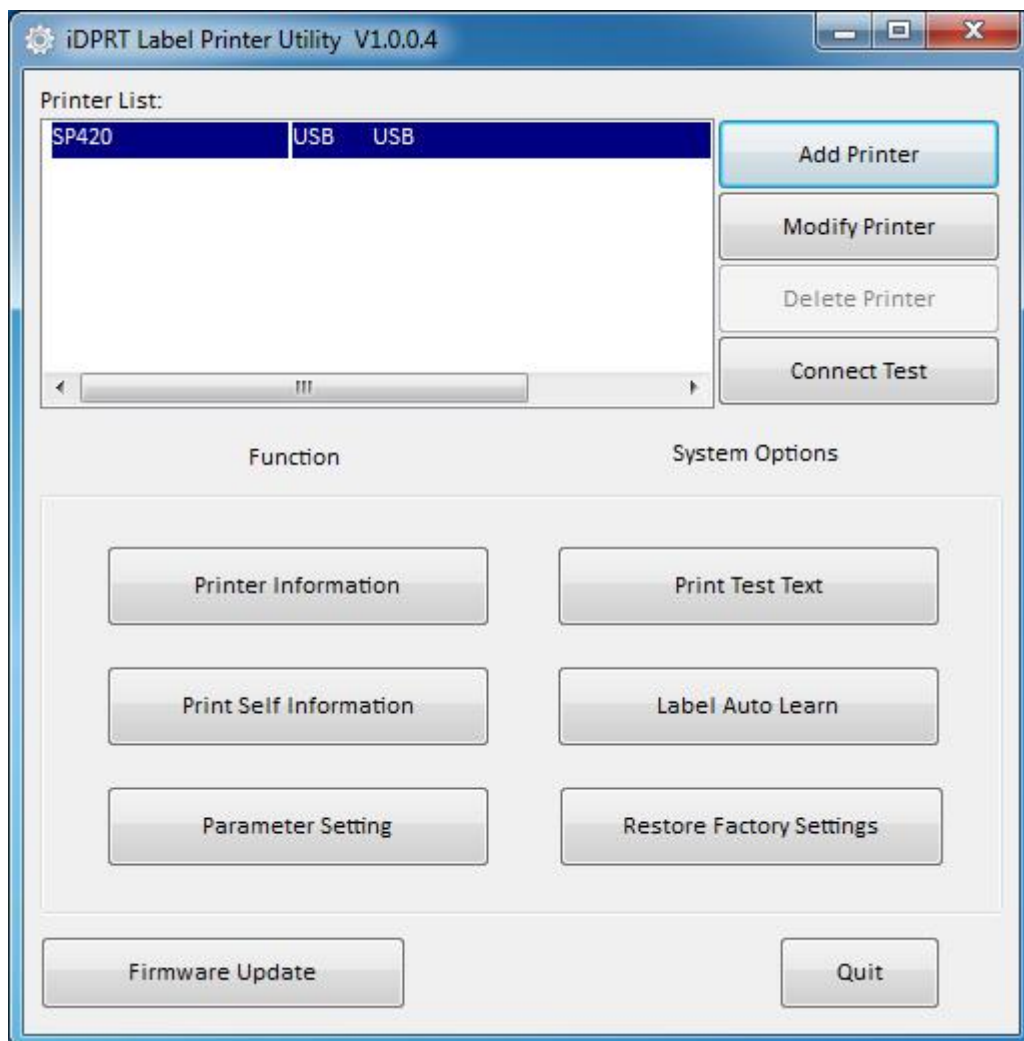 iDPRT Label Printer Utility V1.0.0.4
Printer List:
SP420 USB USB
Add Printer
Modify Printer
Delete Printer
Connect Test
Function System Options
Printer Information Print Test Text
Print Self Information Label Auto Learn
Parameter Setting Restore Factory Settings
Firmware Update Quit